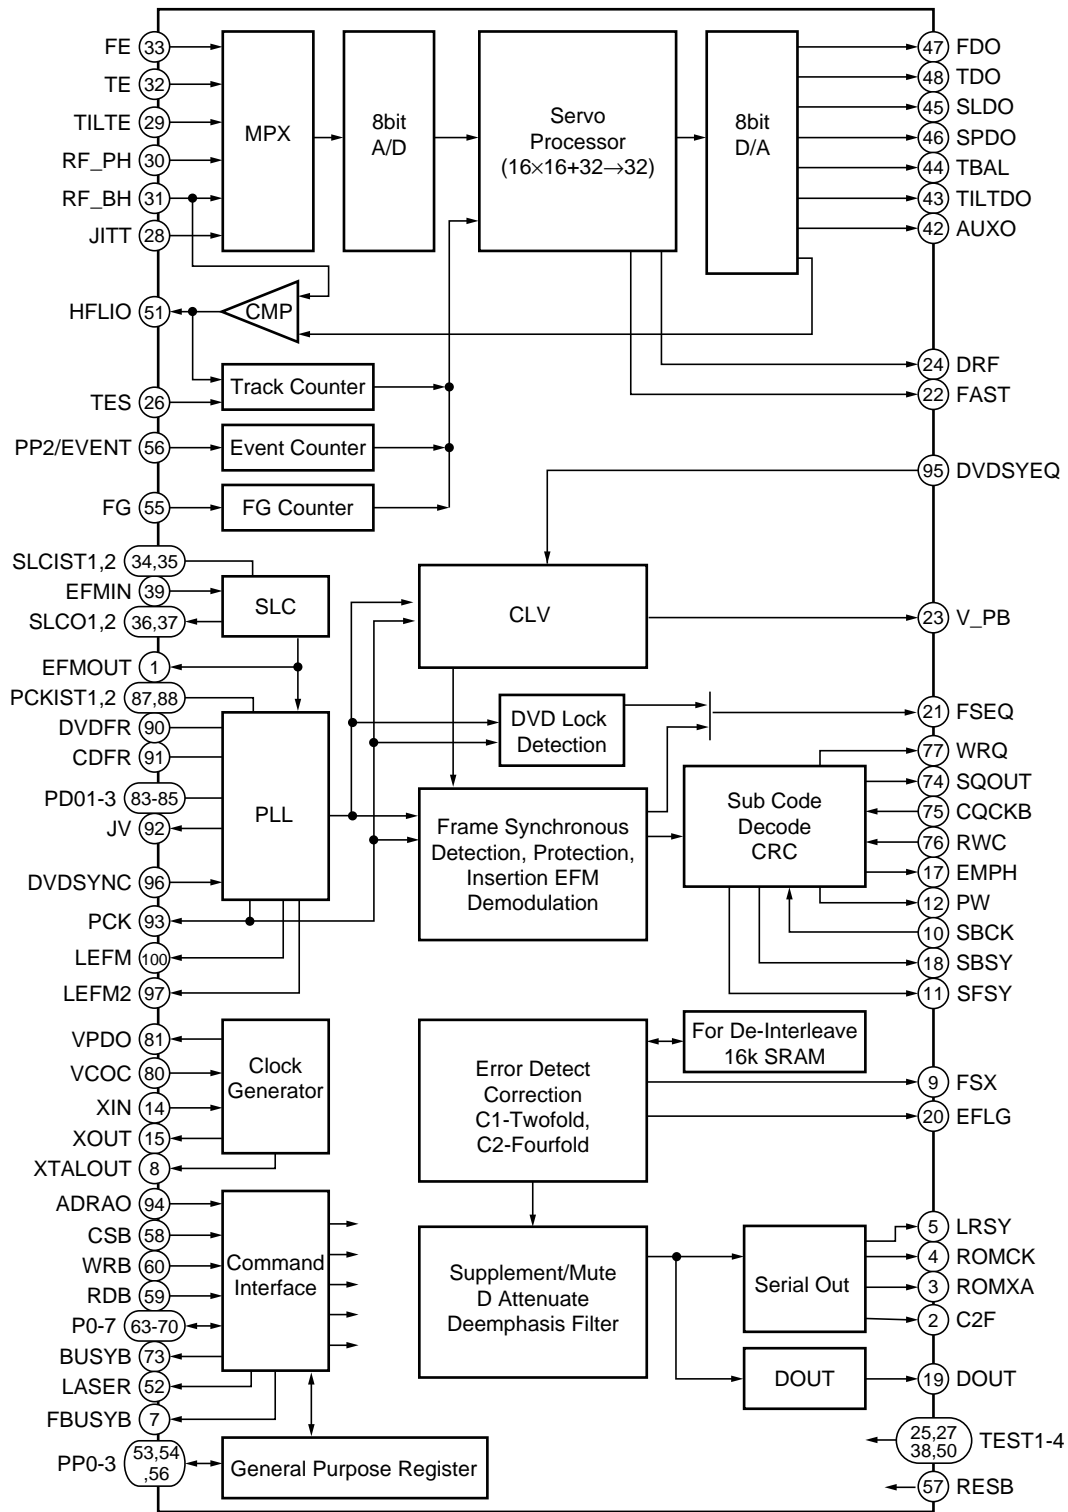 FE 33
TE 32
TILTE 29
RF_PH 30
RF_BH 31
JITT 28
MPX
8bit
A/D
Servo
Processor
(16×16+32→32)
8bit
D/A
47 FDO
48 TDO
45 SLDO
46 SPDO
44 TBAL
43 TILTDO
42 AUXO
HFLIO 51
CMP
24 DRF
22 FAST
TES 26
Track Counter
PP2/EVENT 56
Event Counter
FG 55
FG Counter
95 DVDSYEQ
SLCIST1,2 34,35
EFMIN 39
SLCO1,2 36,37
SLC
CLV
23 V_PB
EFMOUT 1
PCKIST1,2 87,88
DVDFR 90
CDFR 91
PD01-3 83-85
JV 92
DVDSYNC 96
PCK 93
LEFM 100
LEFM2 97
PLL
DVD Lock
Detection
21 FSEQ
Frame Synchronous
Detection, Protection,
Insertion EFM
Demodulation
Sub Code
Decode
CRC
77 WRQ
74 SQOUT
75 CQCKB
76 RWC
17 EMPH
12 PW
10 SBCK
18 SBSY
11 SFSY
VPDO 81
VCOC 80
XIN 14
XOUT 15
XTALOUT 8
Clock
Generator
Error Detect
Correction
C1-Twofold,
C2-Fourfold
For De-Interleave
16k SRAM
9 FSX
20 EFLG
ADRAO 94
CSB 58
WRB 60
RDB 59
P0-7 63-70
BUSYB 73
LASER 52
FBUSYB 7
Command
Interface
Supplement/Mute
D Attenuate
Deemphasis Filter
Serial Out
5 LRSY
4 ROMCK
3 ROMXA
2 C2F
DOUT
19 DOUT
PP0-3 53,54
,56
General Purpose Register
25,27
38,50 TEST1-4
57 RESB